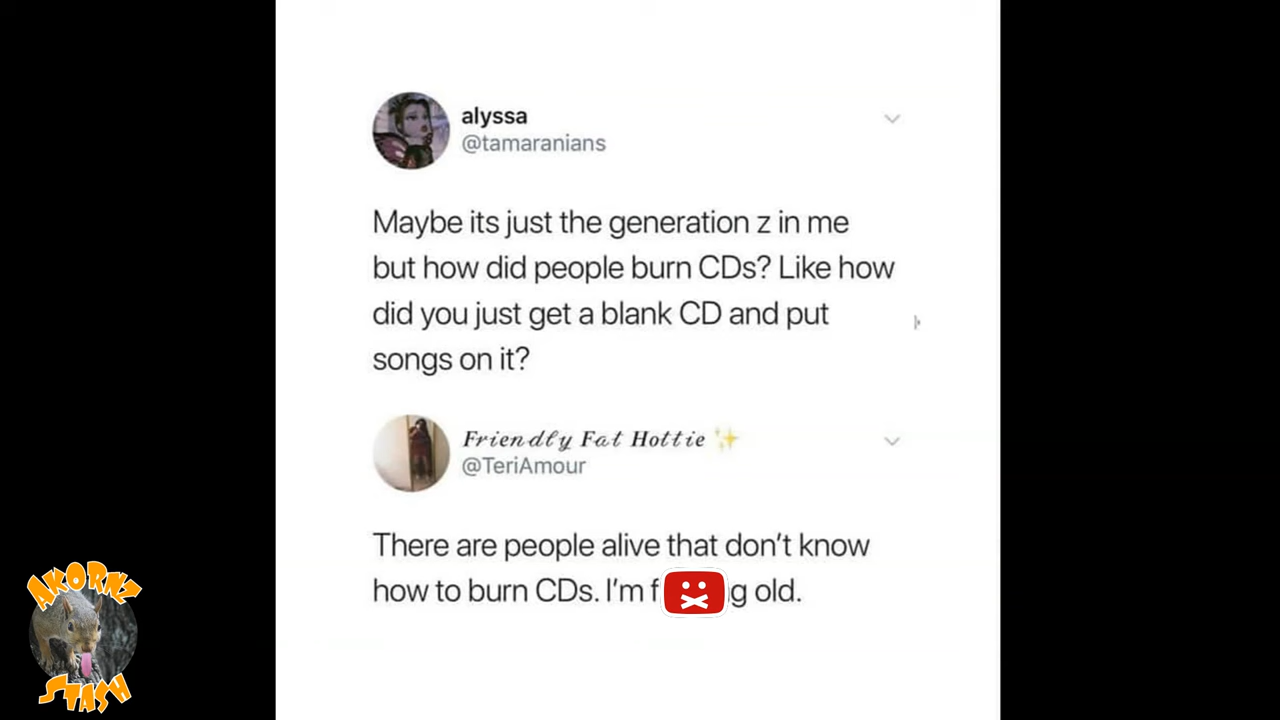 alyssa
@tamaranians
Maybe its just the generation z in me
but how did people burn CDs? Like how
did you just get a blank CD and put
songs on it?
Friendly Fat Hottie ✨
@TeriAmour
There are people alive that don't know
how to burn CDs. I'm f g old.
AKORNZ
STASH